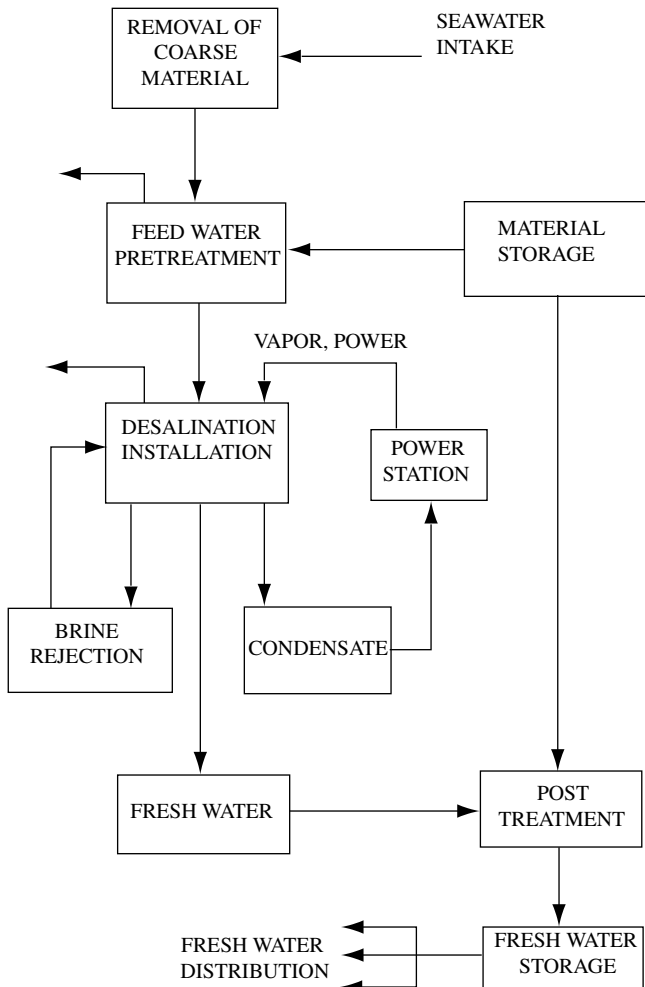 REMOVAL OF
COARSE
MATERIAL
SEAWATER
INTAKE
FEED WATER
PRETREATMENT
MATERIAL
STORAGE
VAPOR, POWER
DESALINATION
INSTALLATION
POWER
STATION
BRINE
REJECTION
CONDENSATE
FRESH WATER
POST
TREATMENT
FRESH WATER
DISTRIBUTION
FRESH WATER
STORAGE